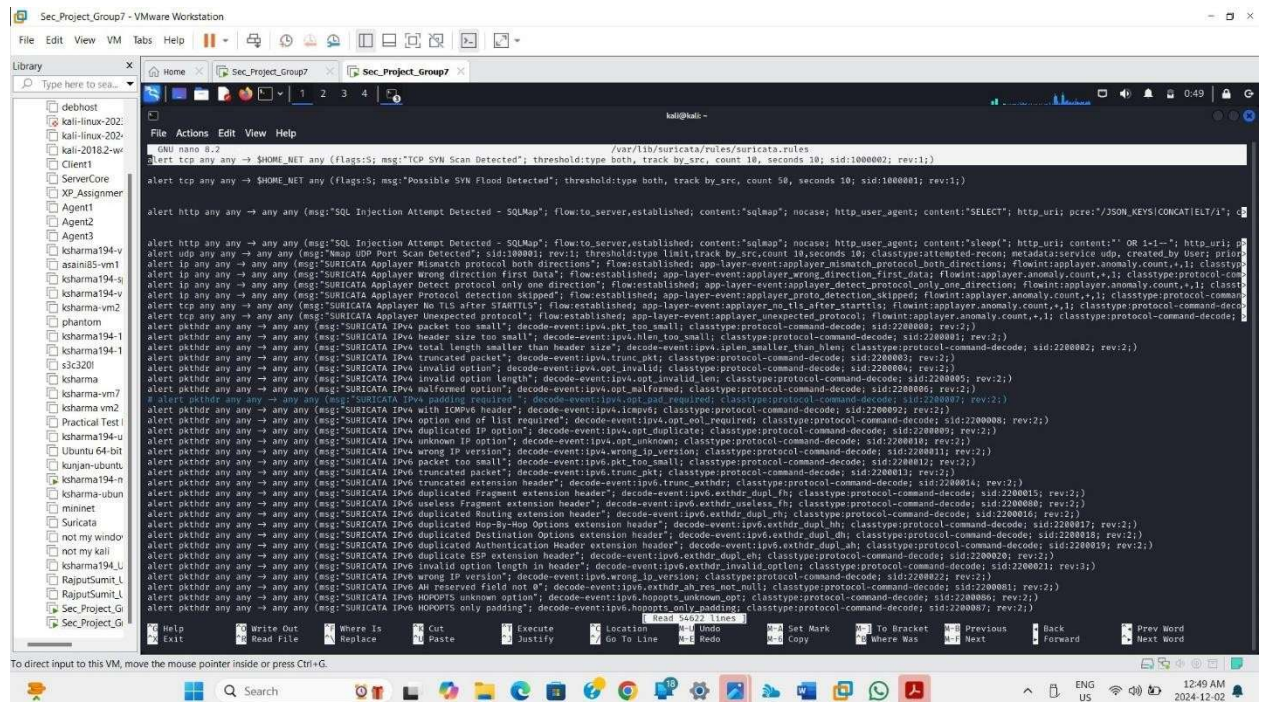 Sec_Project_Group7 - VMware Workstation
File Edit View VM Tabs Help
Library
Home Sec_Project_Group7 Sec_Project_Group7
Type here to sea...
1 2 3 4
0:49
debhost
kali-linux-202
kali-linux-202
kali-2018.2-w
Client1
ServerCore
XP_Assignmer
Agent1
Agent2
Agent3
ksharma194-v
asaini85-vm1
ksharma194-s
ksharma194-v
ksharma-vm2
phantom
ksharma194-1
ksharma194-1
s3c320!
ksharma
ksharma-vm7
ksharma vm2
Practical Test
ksharma194-u
Ubuntu 64-bit
kunjan-ubuntu
ksharma194-n
ksharma-ubun
mininet
Suricata
not my windov
not my kali
ksharma194_U
RajputSumit_L
RajputSumit_L
Sec_Project_G
Sec_Project_G
kali@kali: ~
File Actions Edit View Help
GNU nano 8.2 /var/lib/suricata/rules/suricata.rules
alert tcp any any → $HOME_NET any (flags:S; msg:"TCP SYN Scan Detected"; threshold:type both, track by_src, count 10, seconds 10; sid:1000002; rev:1;)
alert tcp any any → $HOME_NET any (flags:S; msg:"Possible SYN Flood Detected"; threshold:type both, track by_src, count 50, seconds 10; sid:1000001; rev:1;)
alert http any any → any any (msg:"SQL Injection Attempt Detected - SQLMap"; flow:to_server,established; content:"sqlmap"; nocase; http_user_agent; content:"SELECT"; http_uri; pcre:"/JSON_KEYS|CONCAT|ELT/i"; c>
alert http any any → any any (msg:"SQL Injection Attempt Detected - SQLMap"; flow:to_server,established; content:"sqlmap"; nocase; http_user_agent; content:"sleep("; http_uri; content:"' OR 1=1--"; http_uri; p>
alert udp any any → any any (msg:"Nmap UDP Port Scan Detected"; sid:100001; rev:1; threshold:type limit,track by_src,count 10,seconds 10; classtype:attempted-recon; metadata:service udp, created_by User; prior>
alert ip any any → any any (msg:"SURICATA Applayer Mismatch protocol both directions"; flow:established; app-layer-event:applayer_mismatch_protocol_both_directions; flowint:applayer.anomaly.count,+,1; classtyp>
alert ip any any → any any (msg:"SURICATA Applayer Wrong direction first Data"; flow:established; app-layer-event:applayer_wrong_direction_first_data; flowint:applayer.anomaly.count,+,1; classtype:protocol-com>
alert ip any any → any any (msg:"SURICATA Applayer Detect protocol only one direction"; flow:established; app-layer-event:applayer_detect_protocol_only_one_direction; flowint:applayer.anomaly.count,+,1; classt>
alert ip any any → any any (msg:"SURICATA Applayer Protocol detection skipped"; flow:established; app-layer-event:applayer_proto_detection_skipped; flowint:applayer.anomaly.count,+,1; classtype:protocol-comman>
alert tcp any any → any any (msg:"SURICATA Applayer No TLS after STARTTLS"; flow:established; app-layer-event:applayer_no_tls_after_starttls; flowint:applayer.anomaly.count,+,1; classtype:protocol-command-deco>
alert tcp any any → any any (msg:"SURICATA Applayer Unexpected protocol"; flow:established; app-layer-event:applayer_unexpected_protocol; flowint:applayer.anomaly.count,+,1; classtype:protocol-command-decode; >
alert pkthdr any any → any any (msg:"SURICATA IPv4 packet too small"; decode-event:ipv4.pkt_too_small; classtype:protocol-command-decode; sid:2200000; rev:2;)
alert pkthdr any any → any any (msg:"SURICATA IPv4 header size too small"; decode-event:ipv4.hlen_too_small; classtype:protocol-command-decode; sid:2200001; rev:2;)
alert pkthdr any any → any any (msg:"SURICATA IPv4 total length smaller than header size"; decode-event:ipv4.iplen_smaller_than_hlen; classtype:protocol-command-decode; sid:2200002; rev:2;)
alert pkthdr any any → any any (msg:"SURICATA IPv4 truncated packet"; decode-event:ipv4.trunc_pkt; classtype:protocol-command-decode; sid:2200003; rev:2;)
alert pkthdr any any → any any (msg:"SURICATA IPv4 invalid option"; decode-event:ipv4.opt_invalid; classtype:protocol-command-decode; sid:2200004; rev:2;)
alert pkthdr any any → any any (msg:"SURICATA IPv4 invalid option length"; decode-event:ipv4.opt_invalid_len; classtype:protocol-command-decode; sid:2200005; rev:2;)
alert pkthdr any any → any any (msg:"SURICATA IPv4 malformed option"; decode-event:ipv4.opt_malformed; classtype:protocol-command-decode; sid:2200006; rev:2;)
# alert pkthdr any any → any any (msg:"SURICATA IPv4 padding required "; decode-event:ipv4.opt_pad_required; classtype:protocol-command-decode; sid:2200007; rev:2;)
alert pkthdr any any → any any (msg:"SURICATA IPv4 with ICMPv6 header"; decode-event:ipv4.icmpv6; classtype:protocol-command-decode; sid:2200092; rev:2;)
alert pkthdr any any → any any (msg:"SURICATA IPv4 option end of list required"; decode-event:ipv4.opt_eol_required; classtype:protocol-command-decode; sid:2200008; rev:2;)
alert pkthdr any any → any any (msg:"SURICATA IPv4 duplicated IP option"; decode-event:ipv4.opt_duplicate; classtype:protocol-command-decode; sid:2200009; rev:2;)
alert pkthdr any any → any any (msg:"SURICATA IPv4 unknown IP option"; decode-event:ipv4.opt_unknown; classtype:protocol-command-decode; sid:2200010; rev:2;)
alert pkthdr any any → any any (msg:"SURICATA IPv4 wrong IP version"; decode-event:ipv4.wrong_ip_version; classtype:protocol-command-decode; sid:2200011; rev:2;)
alert pkthdr any any → any any (msg:"SURICATA IPv6 packet too small"; decode-event:ipv6.pkt_too_small; classtype:protocol-command-decode; sid:2200012; rev:2;)
alert pkthdr any any → any any (msg:"SURICATA IPv6 truncated packet"; decode-event:ipv6.trunc_pkt; classtype:protocol-command-decode; sid:2200013; rev:2;)
alert pkthdr any any → any any (msg:"SURICATA IPv6 truncated extension header"; decode-event:ipv6.trunc_exthdr; classtype:protocol-command-decode; sid:2200014; rev:2;)
alert pkthdr any any → any any (msg:"SURICATA IPv6 duplicated Fragment extension header"; decode-event:ipv6.exthdr_dupl_fh; classtype:protocol-command-decode; sid:2200015; rev:2;)
alert pkthdr any any → any any (msg:"SURICATA IPv6 useless Fragment extension header"; decode-event:ipv6.exthdr_useless_fh; classtype:protocol-command-decode; sid:2200080; rev:2;)
alert pkthdr any any → any any (msg:"SURICATA IPv6 duplicated Routing extension header"; decode-event:ipv6.exthdr_dupl_rh; classtype:protocol-command-decode; sid:2200016; rev:2;)
alert pkthdr any any → any any (msg:"SURICATA IPv6 duplicated Hop-By-Hop Options extension header"; decode-event:ipv6.exthdr_dupl_hh; classtype:protocol-command-decode; sid:2200017; rev:2;)
alert pkthdr any any → any any (msg:"SURICATA IPv6 duplicated Destination Options extension header"; decode-event:ipv6.exthdr_dupl_dh; classtype:protocol-command-decode; sid:2200018; rev:2;)
alert pkthdr any any → any any (msg:"SURICATA IPv6 duplicated Authentication Header extension header"; decode-event:ipv6.exthdr_dupl_ah; classtype:protocol-command-decode; sid:2200019; rev:2;)
alert pkthdr any any → any any (msg:"SURICATA IPv6 duplicate ESP extension header"; decode-event:ipv6.exthdr_dupl_eh; classtype:protocol-command-decode; sid:2200020; rev:2;)
alert pkthdr any any → any any (msg:"SURICATA IPv6 invalid option length in header"; decode-event:ipv6.exthdr_invalid_optlen; classtype:protocol-command-decode; sid:2200021; rev:3;)
alert pkthdr any any → any any (msg:"SURICATA IPv6 wrong IP version"; decode-event:ipv6.wrong_ip_version; classtype:protocol-command-decode; sid:2200022; rev:2;)
alert pkthdr any any → any any (msg:"SURICATA IPv6 AH reserved field not 0"; decode-event:ipv6.exthdr_ah_res_not_null; classtype:protocol-command-decode; sid:2200081; rev:2;)
alert pkthdr any any → any any (msg:"SURICATA IPv6 HOPOPTS unknown option"; decode-event:ipv6.hopopts_unknown_opt; classtype:protocol-command-decode; sid:2200086; rev:2;)
alert pkthdr any any → any any (msg:"SURICATA IPv6 HOPOPTS only padding"; decode-event:ipv6.hopopts_only_padding; classtype:protocol-command-decode; sid:2200087; rev:2;)
[ Read 54622 lines ]
^G Help ^O Write Out ^F Where Is ^K Cut ^T Execute ^C Location M-U Undo M-A Set Mark M-] To Bracket M-B Previous Back Prev Word
^X Exit ^R Read File ^\ Replace ^U Paste ^J Justify ^/ Go To Line M-E Redo M-6 Copy ^B Where Was M-F Next Forward Next Word
To direct input to this VM, move the mouse pointer inside or press Ctrl+G.
Search
18
ENG
US
12:49 AM
2024-12-02